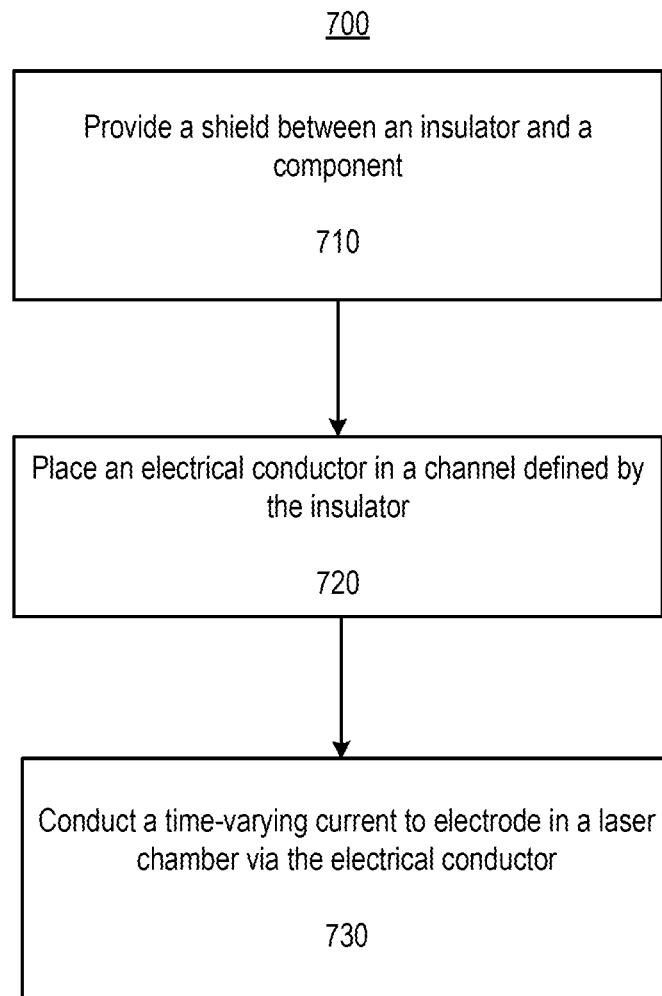 700
Provide a shield between an insulator and a
component
710
Place an electrical conductor in a channel defined by
the insulator
720
Conduct a time-varying current to electrode in a laser
chamber via the electrical conductor
730